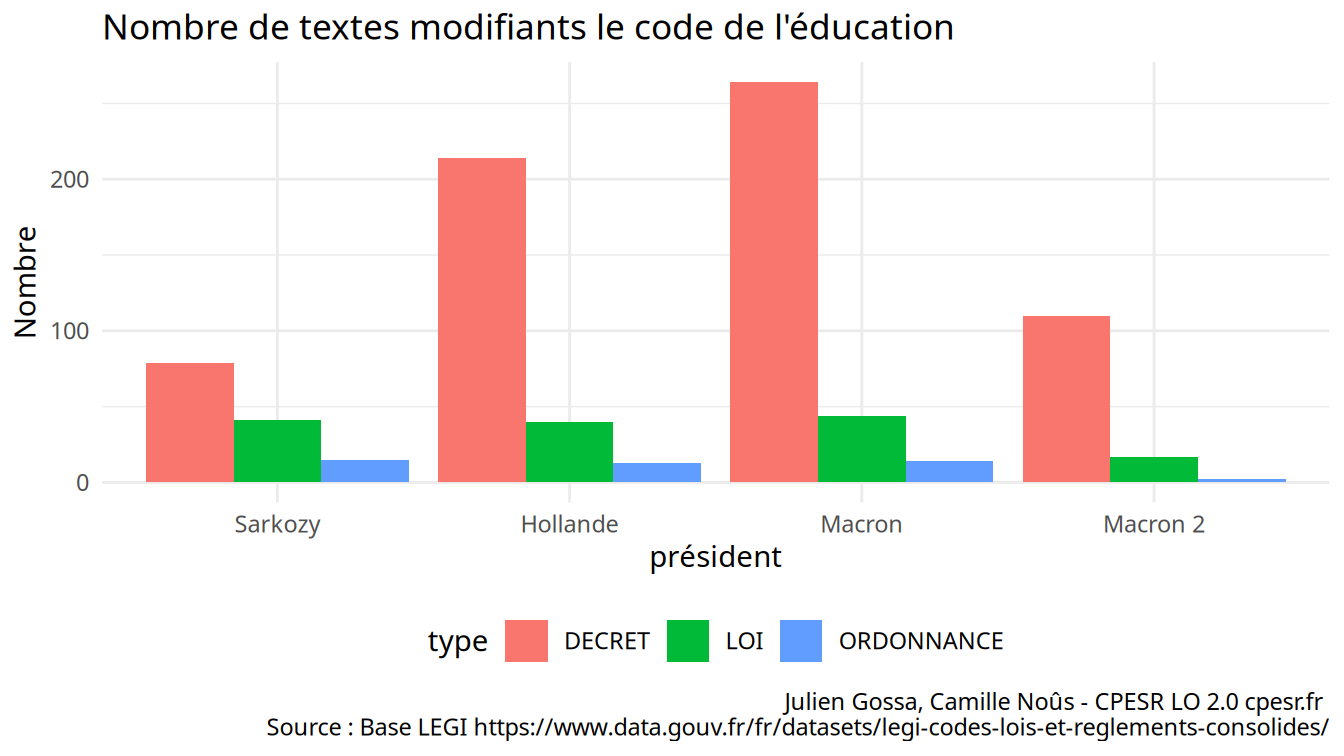 Nombre de textes modifiants le code de l'éducation
Nombre
200
100
0
Sarkozy
Hollande
Macron
Macron 2
président
type
DECRET
LOI
ORDONNANCE
Julien Gossa, Camille Noûs - CPESR LO 2.0 cpesr.fr
Source : Base LEGI https://www.data.gouv.fr/fr/datasets/legi-codes-lois-et-reglements-consolides/